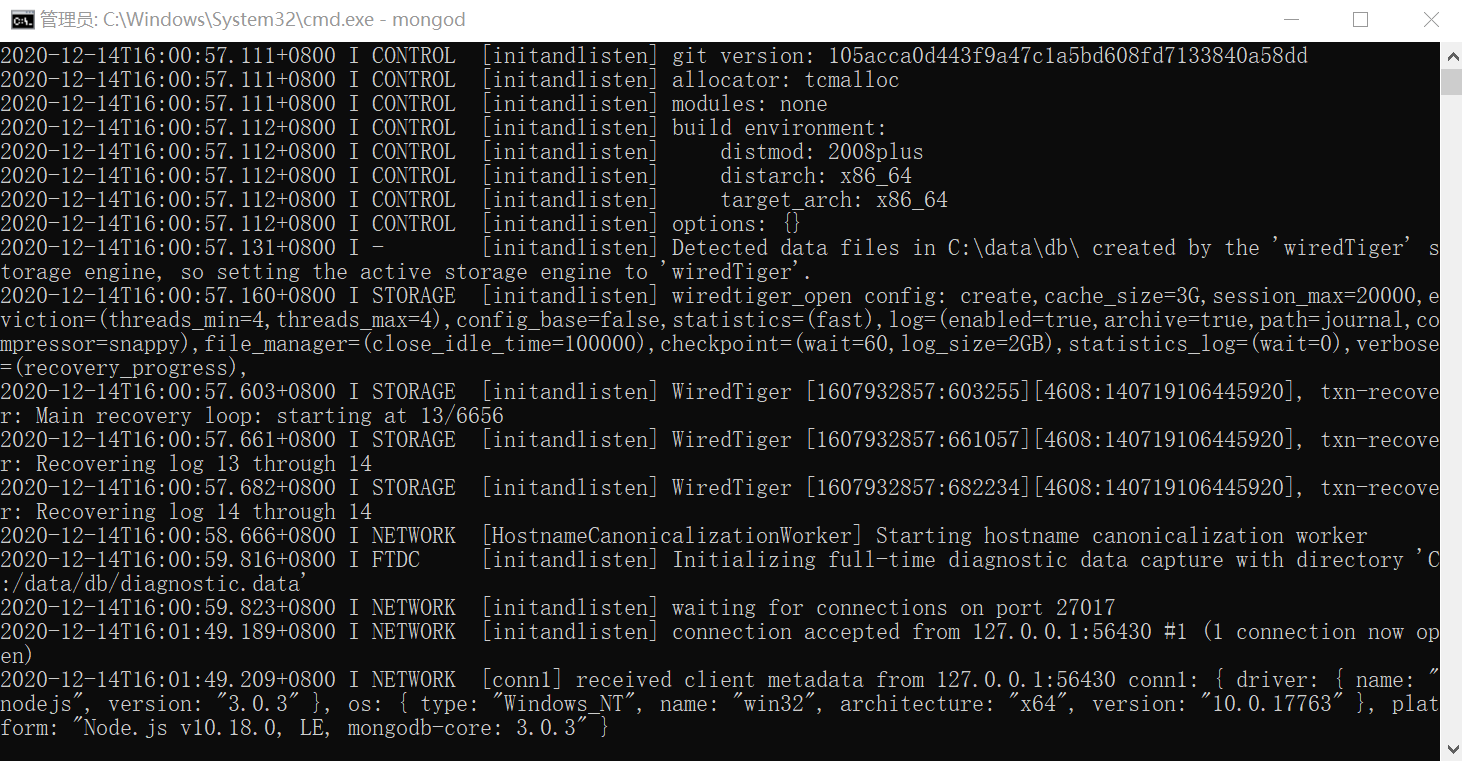 管理员: C:\Windows\System32\cmd.exe - mongod
2020-12-14T16:00:57.111+0800 I CONTROL  [initandlisten] git version: 105acca0d443f9a47c1a5bd608fd7133840a58dd
2020-12-14T16:00:57.111+0800 I CONTROL  [initandlisten] allocator: tcmalloc
2020-12-14T16:00:57.111+0800 I CONTROL  [initandlisten] modules: none
2020-12-14T16:00:57.112+0800 I CONTROL  [initandlisten] build environment:
2020-12-14T16:00:57.112+0800 I CONTROL  [initandlisten]     distmod: 2008plus
2020-12-14T16:00:57.112+0800 I CONTROL  [initandlisten]     distarch: x86_64
2020-12-14T16:00:57.112+0800 I CONTROL  [initandlisten]     target_arch: x86_64
2020-12-14T16:00:57.112+0800 I CONTROL  [initandlisten] options: {}
2020-12-14T16:00:57.131+0800 I -        [initandlisten] Detected data files in C:\data\db\ created by the 'wiredTiger' s
torage engine, so setting the active storage engine to 'wiredTiger'.
2020-12-14T16:00:57.160+0800 I STORAGE  [initandlisten] wiredtiger_open config: create,cache_size=3G,session_max=20000,e
viction=(threads_min=4,threads_max=4),config_base=false,statistics=(fast),log=(enabled=true,archive=true,path=journal,co
mpressor=snappy),file_manager=(close_idle_time=100000),checkpoint=(wait=60,log_size=2GB),statistics_log=(wait=0),verbose
=(recovery_progress),
2020-12-14T16:00:57.603+0800 I STORAGE  [initandlisten] WiredTiger [1607932857:603255][4608:140719106445920], txn-recove
r: Main recovery loop: starting at 13/6656
2020-12-14T16:00:57.661+0800 I STORAGE  [initandlisten] WiredTiger [1607932857:661057][4608:140719106445920], txn-recove
r: Recovering log 13 through 14
2020-12-14T16:00:57.682+0800 I STORAGE  [initandlisten] WiredTiger [1607932857:682234][4608:140719106445920], txn-recove
r: Recovering log 14 through 14
2020-12-14T16:00:58.666+0800 I NETWORK  [HostnameCanonicalizationWorker] Starting hostname canonicalization worker
2020-12-14T16:00:59.816+0800 I FTDC     [initandlisten] Initializing full-time diagnostic data capture with directory 'C
:/data/db/diagnostic.data'
2020-12-14T16:00:59.823+0800 I NETWORK  [initandlisten] waiting for connections on port 27017
2020-12-14T16:01:49.189+0800 I NETWORK  [initandlisten] connection accepted from 127.0.0.1:56430 #1 (1 connection now op
en)
2020-12-14T16:01:49.209+0800 I NETWORK  [conn1] received client metadata from 127.0.0.1:56430 conn1: { driver: { name: "
nodejs", version: "3.0.3" }, os: { type: "Windows_NT", name: "win32", architecture: "x64", version: "10.0.17763" }, plat
form: "Node.js v10.18.0, LE, mongodb-core: 3.0.3" }